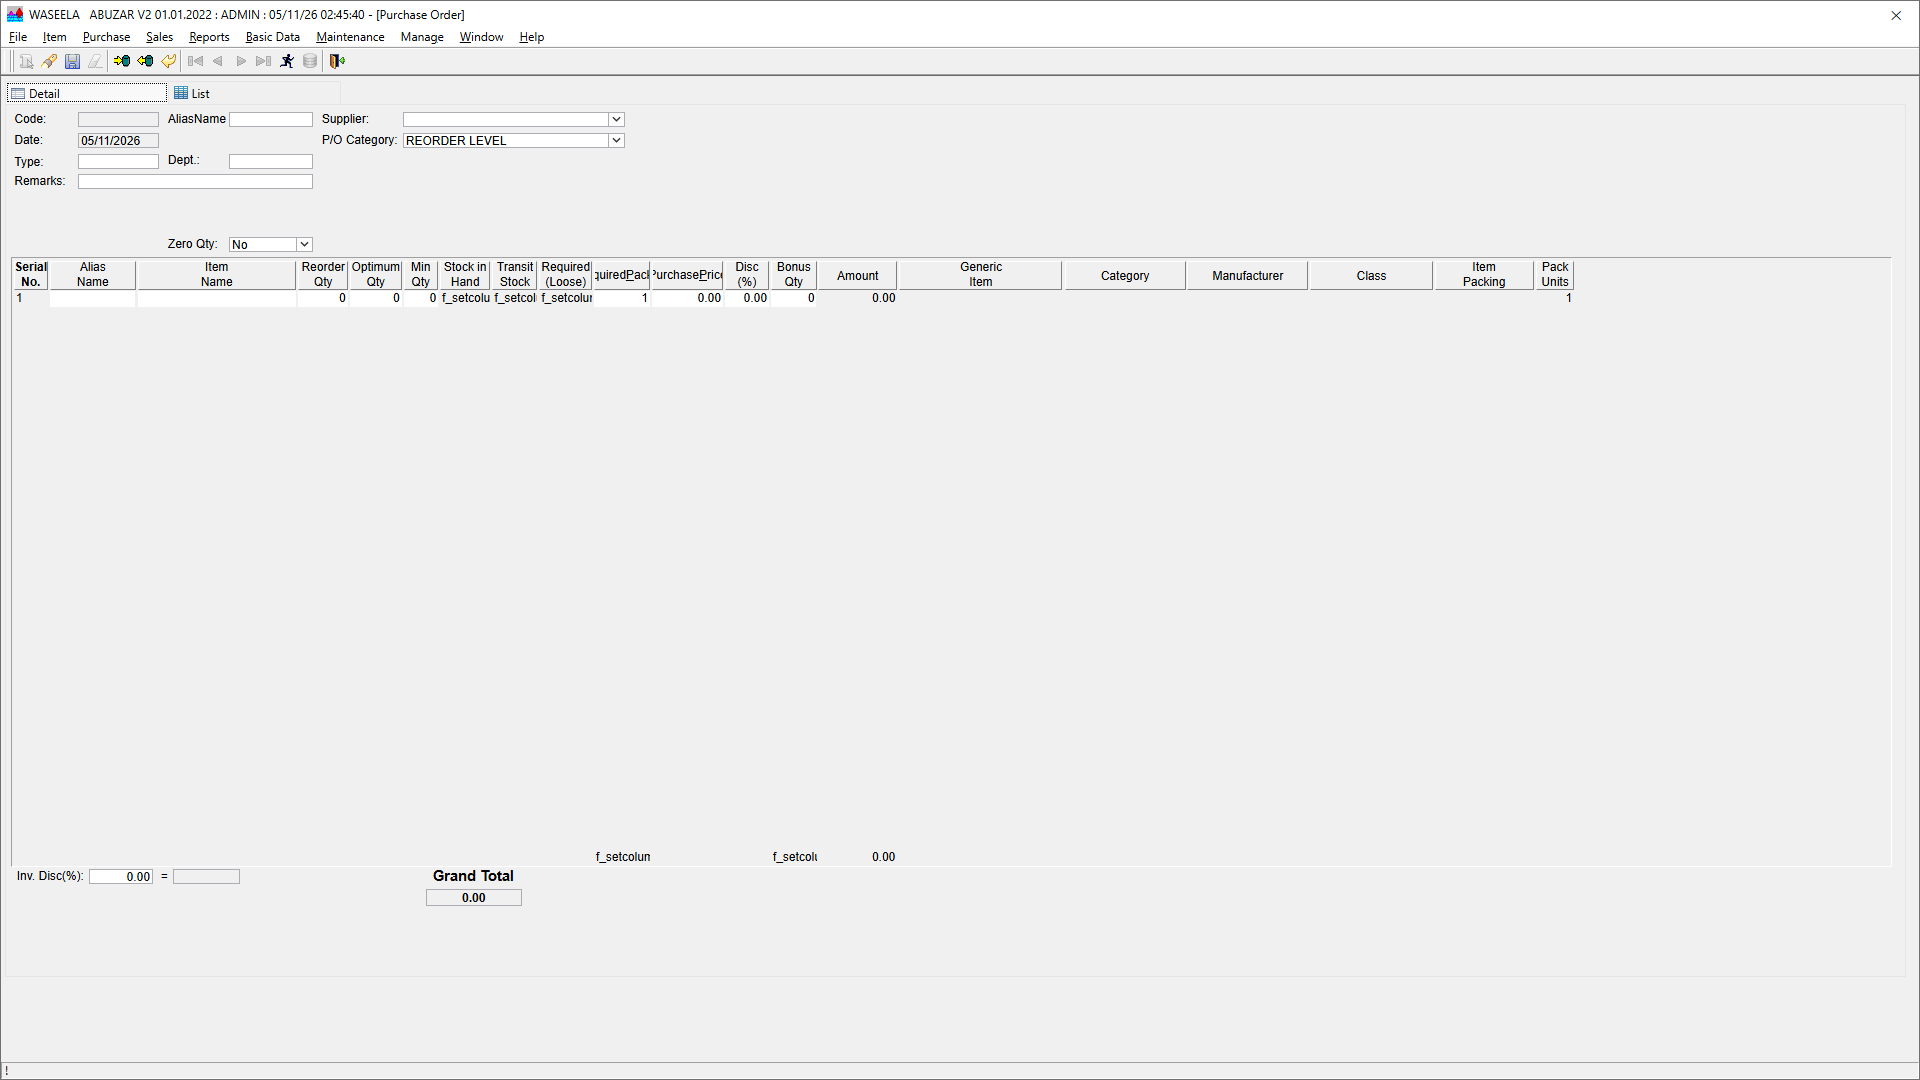 WASEELA   ABUZAR V2 01.01.2022 : ADMIN : 05/11/26 02:45:40 - [Purchase Order]
File Item Purchase Sales Reports Basic Data Maintenance Manage Window Help
Detail List
Code: AliasName Supplier:
Date: 05/11/2026 P/O Category: REORDER LEVEL
Type: Dept.:
Remarks:
Zero Qty: No
Serial No. Alias Name Item Name Reorder Qty Optimum Qty Min Qty Stock in Hand Transit Stock Required (Loose) quiredPack PurchasePrice Disc (%) Bonus Qty Amount Generic Item Category Manufacturer Class Item Packing Pack Units
1 0 0 0 f_setcolu f_setcol f_setcolur 1 0.00 0.00 0 0.00 1
f_setcolun f_setcolu 0.00
Inv. Disc(%): 0.00 = Grand Total
0.00
!